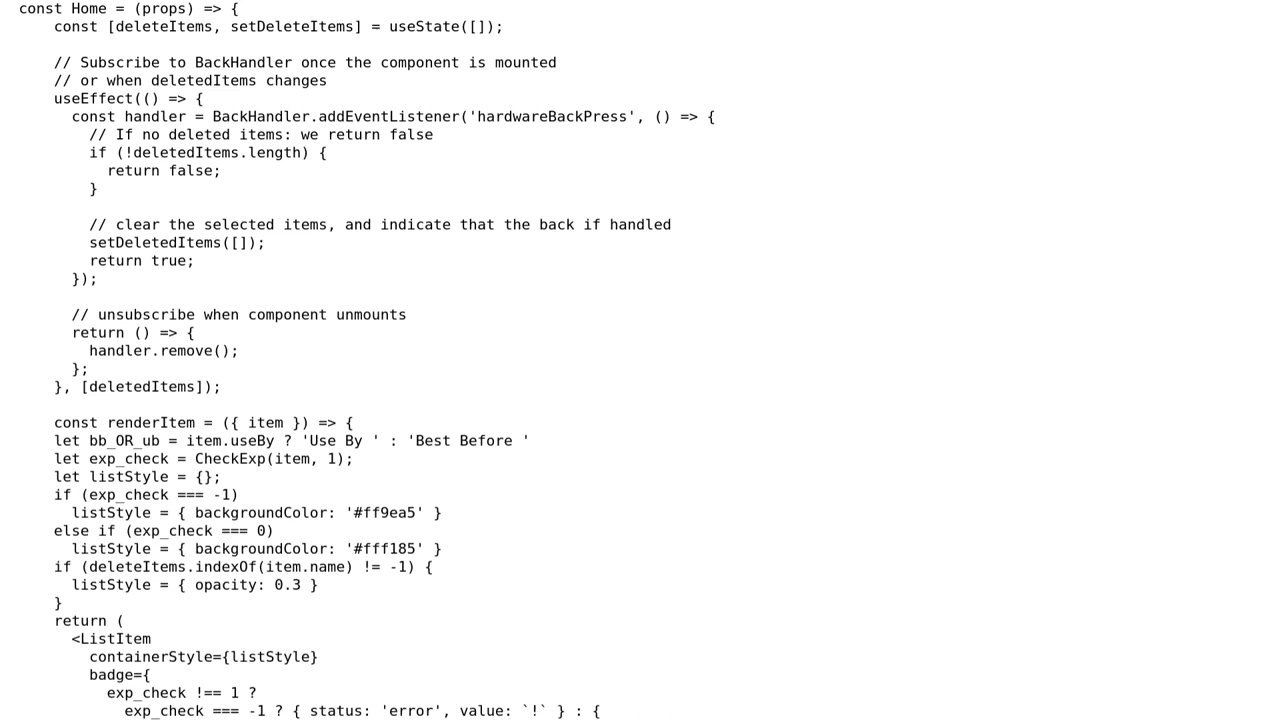 const Home = (props) => {
    const [deleteItems, setDeleteItems] = useState([]);

    // Subscribe to BackHandler once the component is mounted
    // or when deletedItems changes
    useEffect(() => {
      const handler = BackHandler.addEventListener('hardwareBackPress', () => {
        // If no deleted items: we return false
        if (!deletedItems.length) {
          return false;
        }

        // clear the selected items, and indicate that the back if handled
        setDeletedItems([]);
        return true;
      });

      // unsubscribe when component unmounts
      return () => {
        handler.remove();
      };
    }, [deletedItems]);

    const renderItem = ({ item }) => {
    let bb_OR_ub = item.useBy ? 'Use By ' : 'Best Before '
    let exp_check = CheckExp(item, 1);
    let listStyle = {};
    if (exp_check === -1)
      listStyle = { backgroundColor: '#ff9ea5' }
    else if (exp_check === 0)
      listStyle = { backgroundColor: '#fff185' }
    if (deleteItems.indexOf(item.name) != -1) {
      listStyle = { opacity: 0.3 }
    }
    return (
      <ListItem
        containerStyle={listStyle}
        badge={
          exp_check !== 1 ?
            exp_check === -1 ? { status: 'error', value: `!` } : {